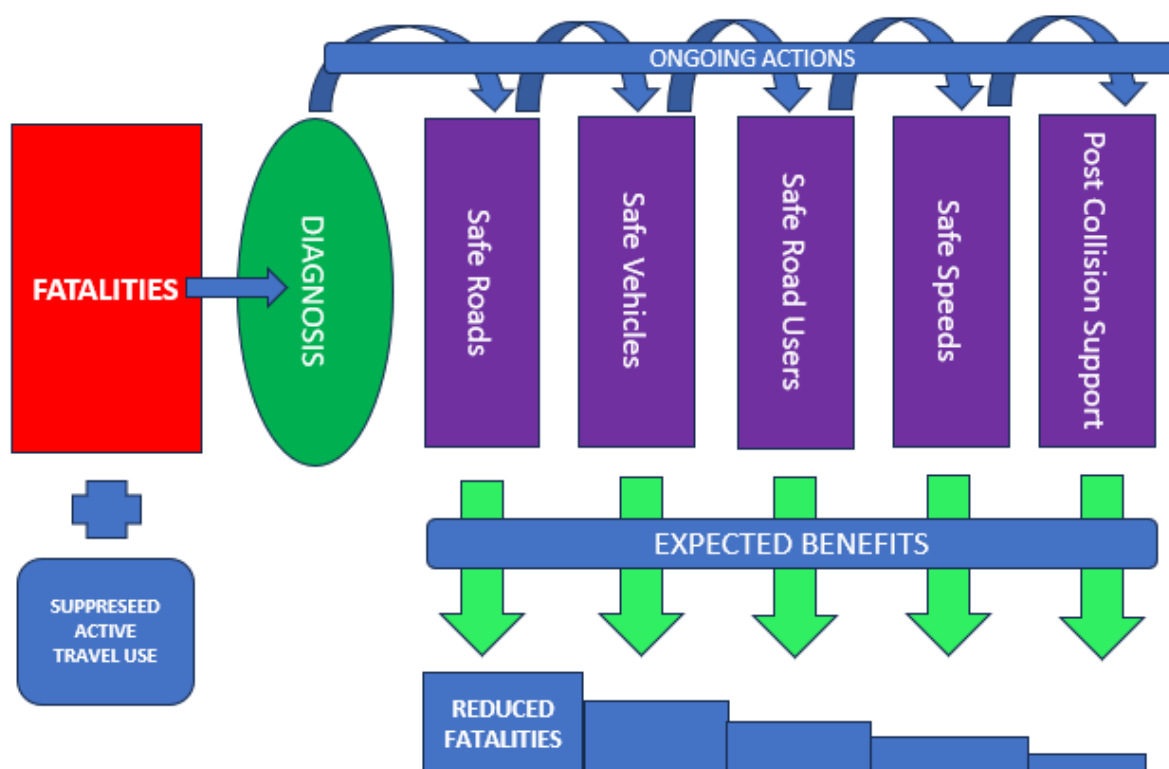 ONGOING ACTIONS
FATALITIES
DIAGNOSIS
Safe Roads
Safe Vehicles
Safe Road Users
Safe Speeds
Post Collision Support
EXPECTED BENEFITS
SUPPRESEED
ACTIVE
TRAVEL USE
REDUCED
FATALITIES